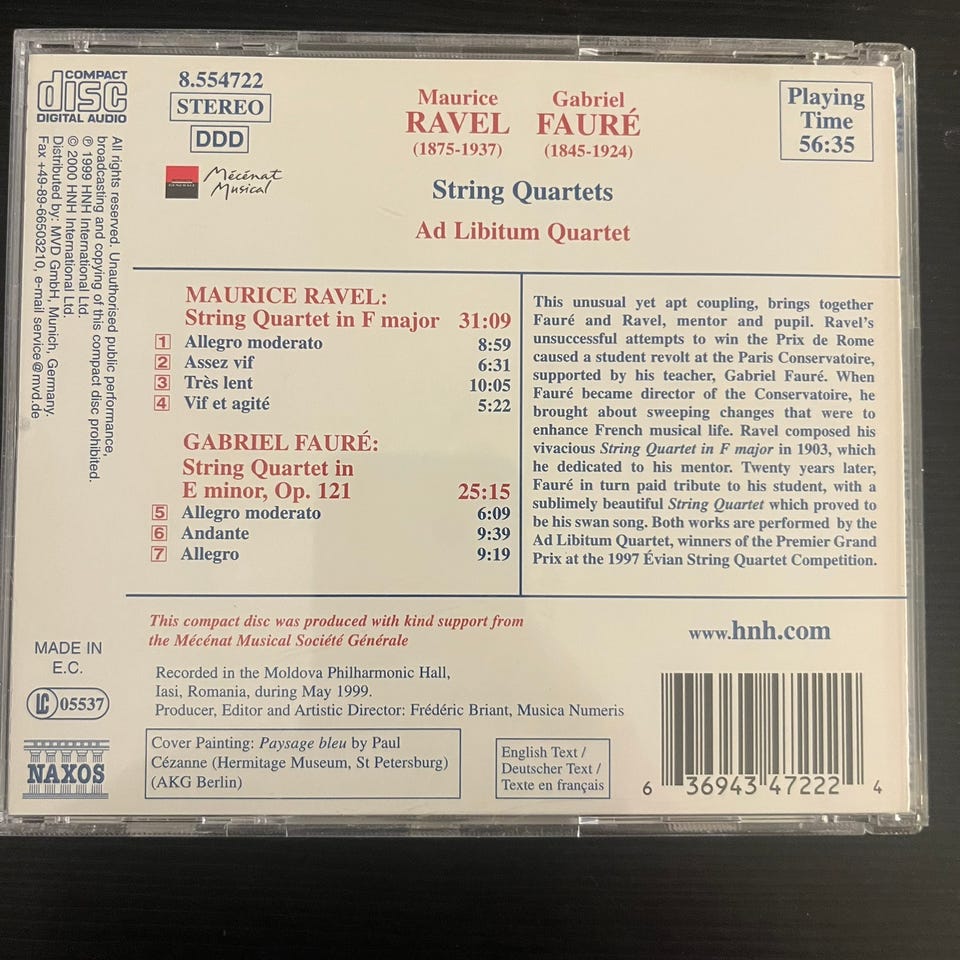 COMPACT
disc
DIGITAL AUDIO
All rights reserved. Unauthorised public performance,
broadcasting and copying of this compact disc prohibited.
℗ 1999 HNH International Ltd.
© 2000 HNH International Ltd.
Distributed by: MVD GmbH, Munich, Germany.
Fax +49-89-66503210, e-mail service@mvd.de
8.554722
STEREO
DDD
Mécénat
Musical
Maurice
RAVEL
(1875-1937)
Gabriel
FAURÉ
(1845-1924)
String Quartets
Ad Libitum Quartet
Playing
Time
56:35
MAURICE RAVEL:
String Quartet in F major 31:09
1 Allegro moderato 8:59
2 Assez vif 6:31
3 Très lent 10:05
4 Vif et agité 5:22
GABRIEL FAURÉ:
String Quartet in
E minor, Op. 121 25:15
5 Allegro moderato 6:09
6 Andante 9:39
7 Allegro 9:19
This unusual yet apt coupling, brings together
Fauré and Ravel, mentor and pupil. Ravel's
unsuccessful attempts to win the Prix de Rome
caused a student revolt at the Paris Conservatoire,
supported by his teacher, Gabriel Fauré. When
Fauré became director of the Conservatoire, he
brought about sweeping changes that were to
enhance French musical life. Ravel composed his
vivacious String Quartet in F major in 1903, which
he dedicated to his mentor. Twenty years later,
Fauré in turn paid tribute to his student, with a
sublimely beautiful String Quartet which proved to
be his swan song. Both works are performed by the
Ad Libitum Quartet, winners of the Premier Grand
Prix at the 1997 Évian String Quartet Competition.
This compact disc was produced with kind support from
the Mécénat Musical Société Générale
www.hnh.com
MADE IN
E.C.
LC 05537
NAXOS
Recorded in the Moldova Philharmonic Hall,
Iasi, Romania, during May 1999.
Producer, Editor and Artistic Director: Frédéric Briant, Musica Numeris
Cover Painting: Paysage bleu by Paul
Cézanne (Hermitage Museum, St Petersburg)
(AKG Berlin)
English Text /
Deutscher Text /
Texte en français
6 36943 47222 4